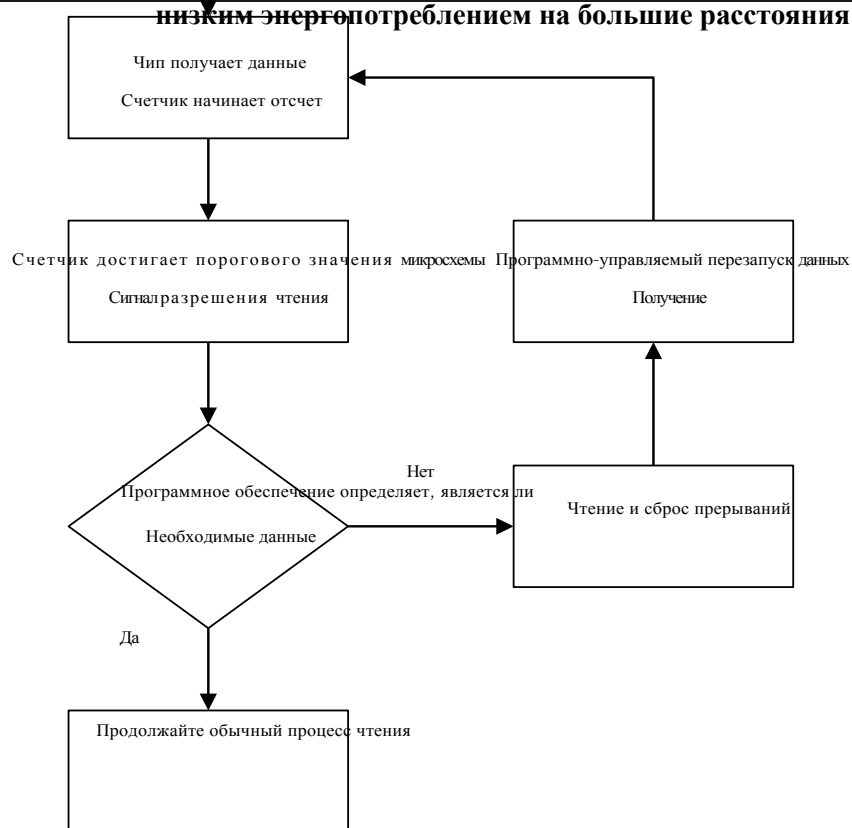 низким энергопотреблением на большие расстояния
Чип получает данные
Счетчик начинает отсчет
Счетчик достигает порогового значения микросхемы
Сигнал разрешения чтения
Программно-управляемый перезапуск данных
Получение
Нет
Программное обеспечение определяет, является ли
Необходимые данные
Чтение и сброс прерываний
Да
Продолжайте обычный процесс чтения